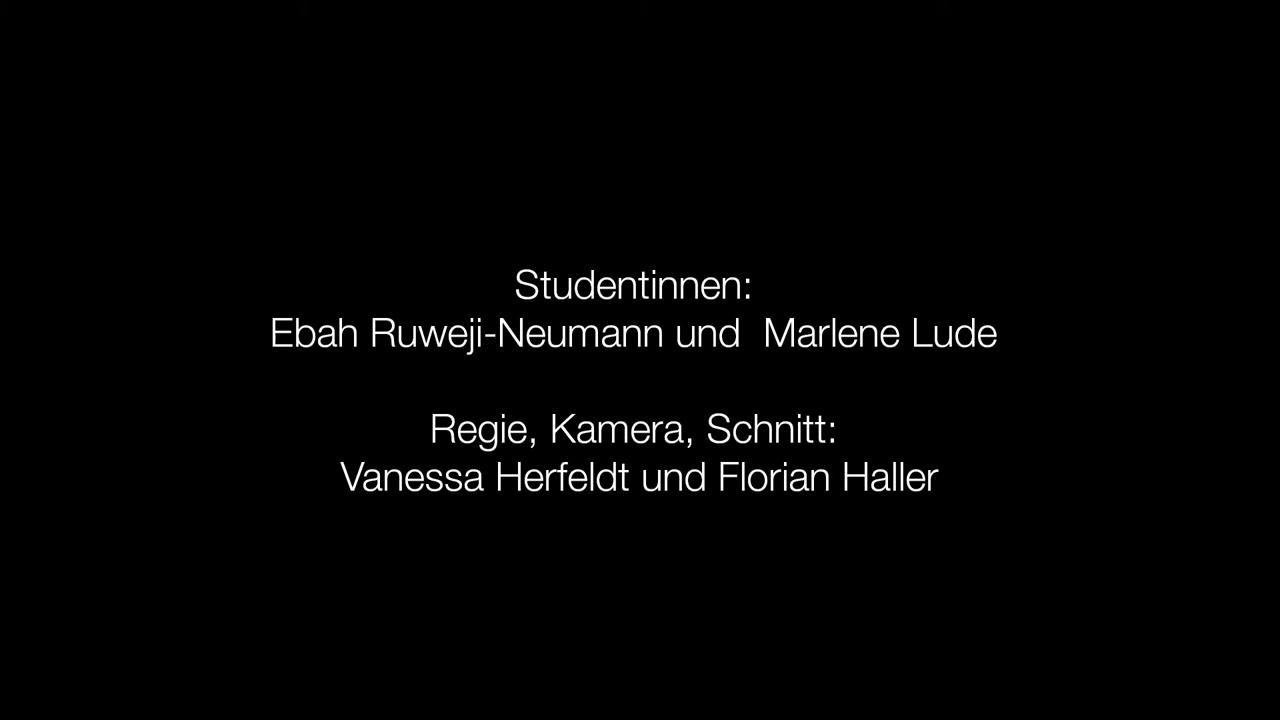 Studentinnen:
Ebah Ruweji-Neumann und  Marlene Lude
Regie, Kamera, Schnitt:
Vanessa Herfeldt und Florian Haller